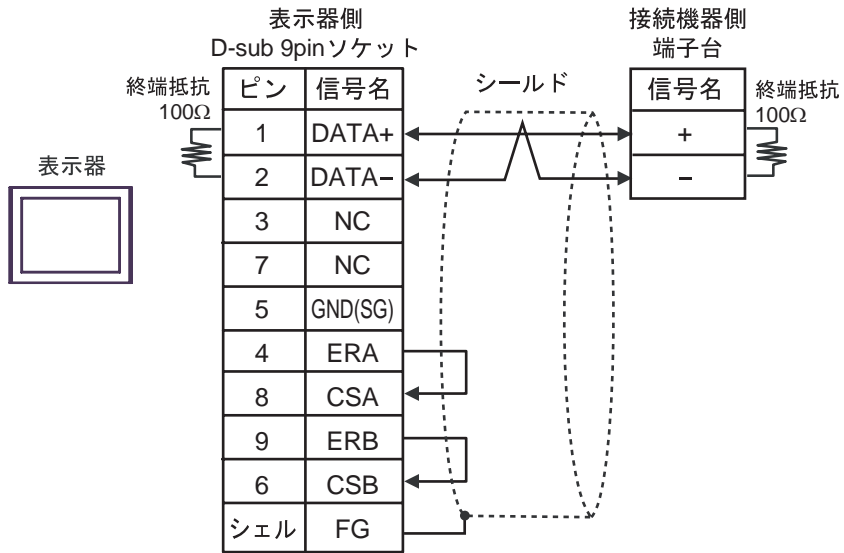 表示器側
D-sub 9pinソケット
接続機器側
端子台
終端抵抗
100Ω
ピン 信号名
シールド
信号名
終端抵抗
100Ω
1 DATA+
+
2 DATA−
−
表示器
3 NC
7 NC
5 GND(SG)
4 ERA
8 CSA
9 ERB
6 CSB
シェル FG